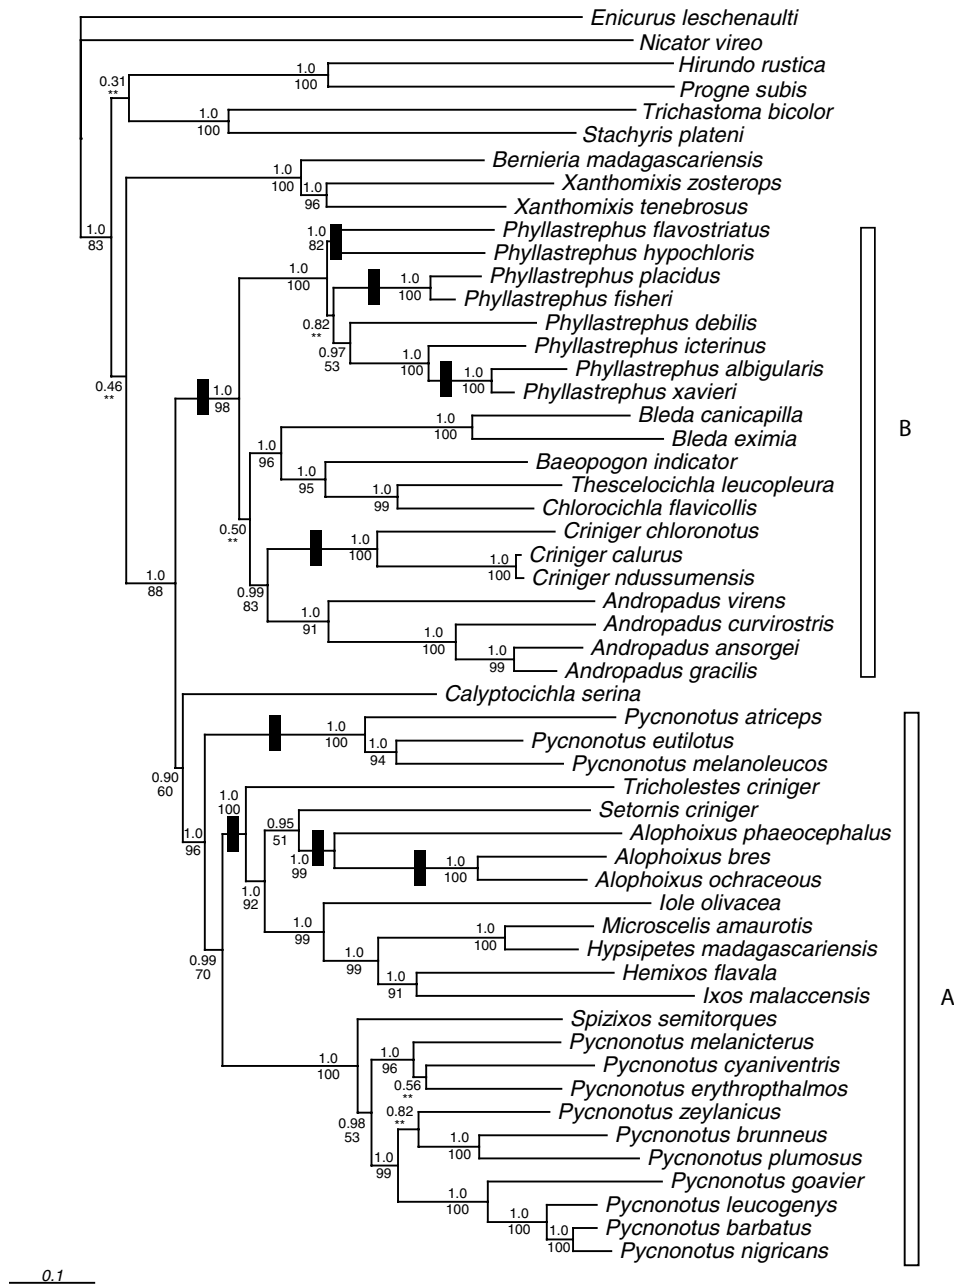 Enicurus leschenaulti
Nicator vireo
Hirundo rustica
1.0
100
Progne subis
0.31
**
Trichastoma bicolor
1.0
100
Stachyris plateni
Bernieria madagascariensis
1.0
100
Xanthomixis zosterops
1.0
96
Xanthomixis tenebrosus
1.0
83
Phyllastrephus flavostriatus
1.0
82
Phyllastrephus hypochloris
1.0
100
Phyllastrephus placidus
1.0
100
Phyllastrephus fisheri
0.82
**
Phyllastrephus debilis
0.97
53
Phyllastrephus icterinus
1.0
100
Phyllastrephus albigularis
1.0
100
Phyllastrephus xavieri
0.46
**
1.0
98
Bleda canicapilla
1.0
100
Bleda eximia
B
1.0
96
Baeopogon indicator
1.0
95
Thescelocichla leucopleura
1.0
99
Chlorocichla flavicollis
0.50
**
Criniger chloronotus
1.0
100
Criniger calurus
1.0
100
Criniger ndussumensis
1.0
88
0.99
83
Andropadus virens
1.0
91
Andropadus curvirostris
1.0
100
Andropadus ansorgei
1.0
99
Andropadus gracilis
Calyptocichla serina
Pycnonotus atriceps
1.0
100
Pycnonotus eutilotus
1.0
94
Pycnonotus melanoleucos
0.90
60
Tricholestes criniger
1.0
100
Setornis criniger
0.95
51
Alophoixus phaeocephalus
1.0
96
1.0
99
Alophoixus bres
1.0
100
Alophoixus ochraceous
1.0
92
Iole olivacea
1.0
99
Microscelis amaurotis
1.0
100
Hypsipetes madagascariensis
1.0
99
Hemixos flavala
1.0
91
Ixos malaccensis
0.99
70
A
Spizixos semitorques
1.0
100
Pycnonotus melanicterus
1.0
96
Pycnonotus cyaniventris
0.56
**
Pycnonotus erythropthalmos
0.98
53
Pycnonotus zeylanicus
0.82
**
Pycnonotus brunneus
1.0
100
Pycnonotus plumosus
1.0
99
Pycnonotus goavier
1.0
100
Pycnonotus leucogenys
1.0
100
Pycnonotus barbatus
1.0
100
Pycnonotus nigricans
0.1